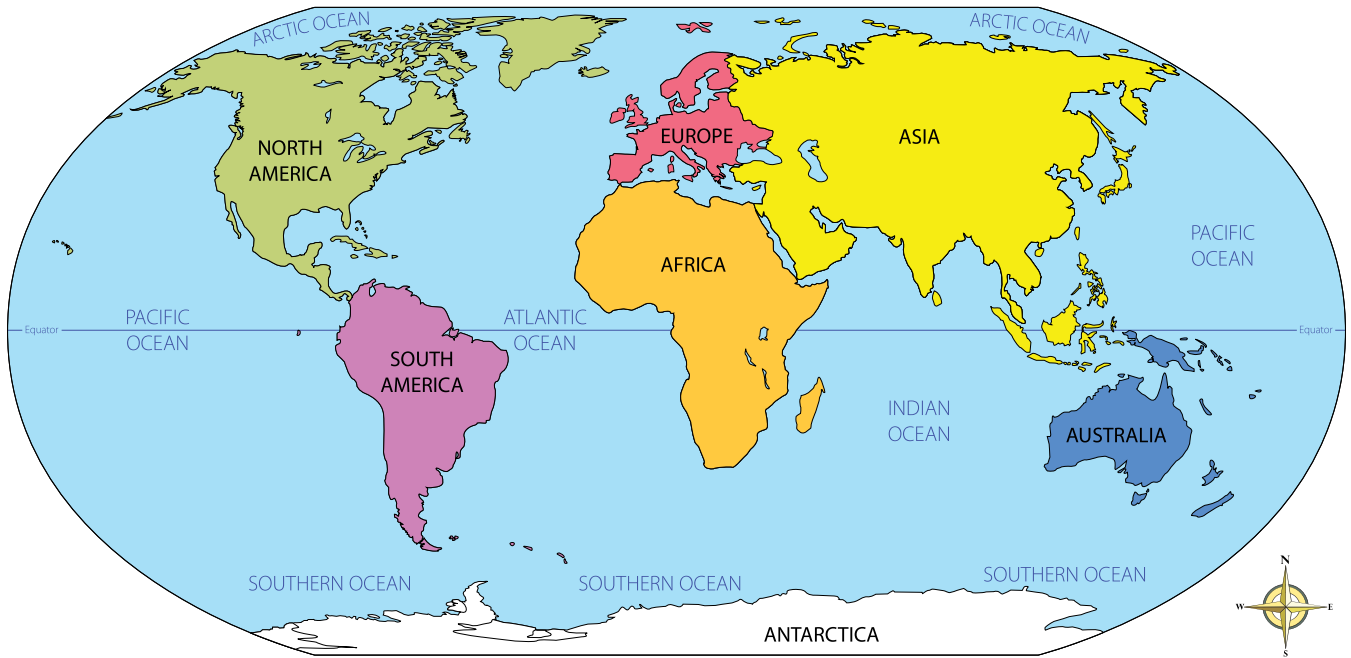 ARCTIC OCEAN
ARCTIC OCEAN
NORTH
AMERICA
EUROPE
ASIA
PACIFIC
OCEAN
AFRICA
Equator
PACIFIC
OCEAN
ATLANTIC
OCEAN
Equator
SOUTH
AMERICA
INDIAN
OCEAN
AUSTRALIA
SOUTHERN OCEAN
SOUTHERN OCEAN
SOUTHERN OCEAN
ANTARCTICA
N
W
E
S